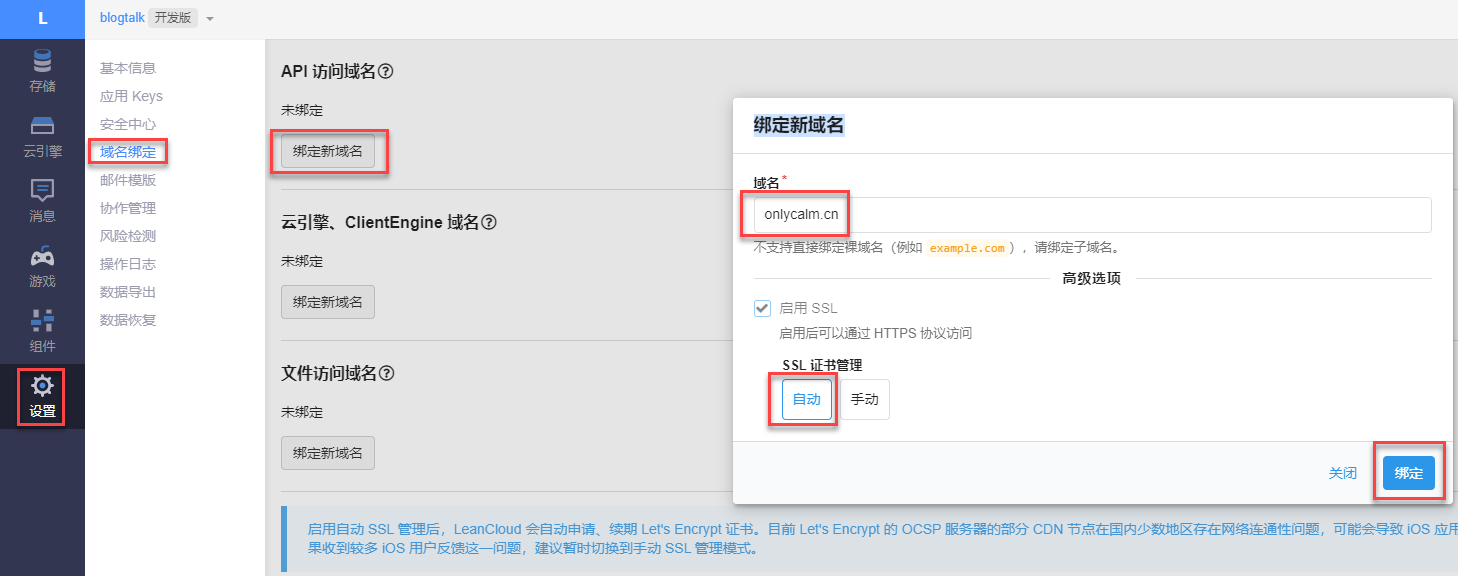 L
blogtalk 开发版
存储
云引擎
消息
游戏
组件
设置
基本信息
应用 Keys
安全中心
域名绑定
邮件模版
协作管理
风险检测
操作日志
数据导出
数据恢复
API 访问域名?
未绑定
绑定新域名
云引擎、ClientEngine 域名?
未绑定
绑定新域名
文件访问域名?
未绑定
绑定新域名
启用自动 SSL 管理后，LeanCloud 会自动申请、续期 Let's Encrypt 证书。目前 Let's Encrypt 的 OCSP 服务器的部分 CDN 节点在国内少数地区存在网络连通性问题，可能会导致 iOS 应用
果收到较多 iOS 用户反馈这一问题，建议暂时切换到手动 SSL 管理模式。
绑定新域名
域名*
onlycalm.cn
不支持直接绑定裸域名（例如 example.com ），请绑定子域名。
高级选项
启用 SSL
启用后可以通过 HTTPS 协议访问
SSL 证书管理
自动 手动
关闭 绑定